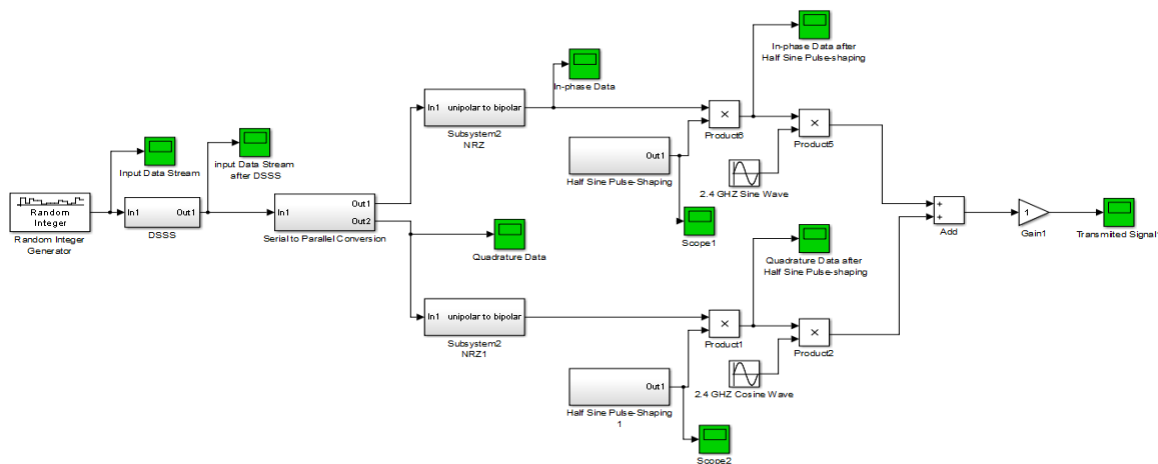 Random
Integer
Random Integer
Generator
Input Data Stream
In1
Out1
DSSS
input Data Stream
after DSSS
In1
Out1
Out2
Serial to Parallel Conversion
In1
unipolar to bipolar
Subsystem2
NRZ
In-phase Data
Quadrature Data
In1
unipolar to bipolar
Subsystem2
NRZ1
Out1
Half Sine Pulse-Shaping
Scope1
×
Product6
In-phase Data after
Half Sine Pulse-shaping
2.4 GHZ Sine Wave
×
Product5
Out1
Half Sine Pulse-Shaping
1
Scope2
×
Product1
Quadrature Data after
Half Sine Pulse-shaping
2.4 GHZ Cosine Wave
×
Product2
+
+
Add
1
Gain1
Transmited Signal1